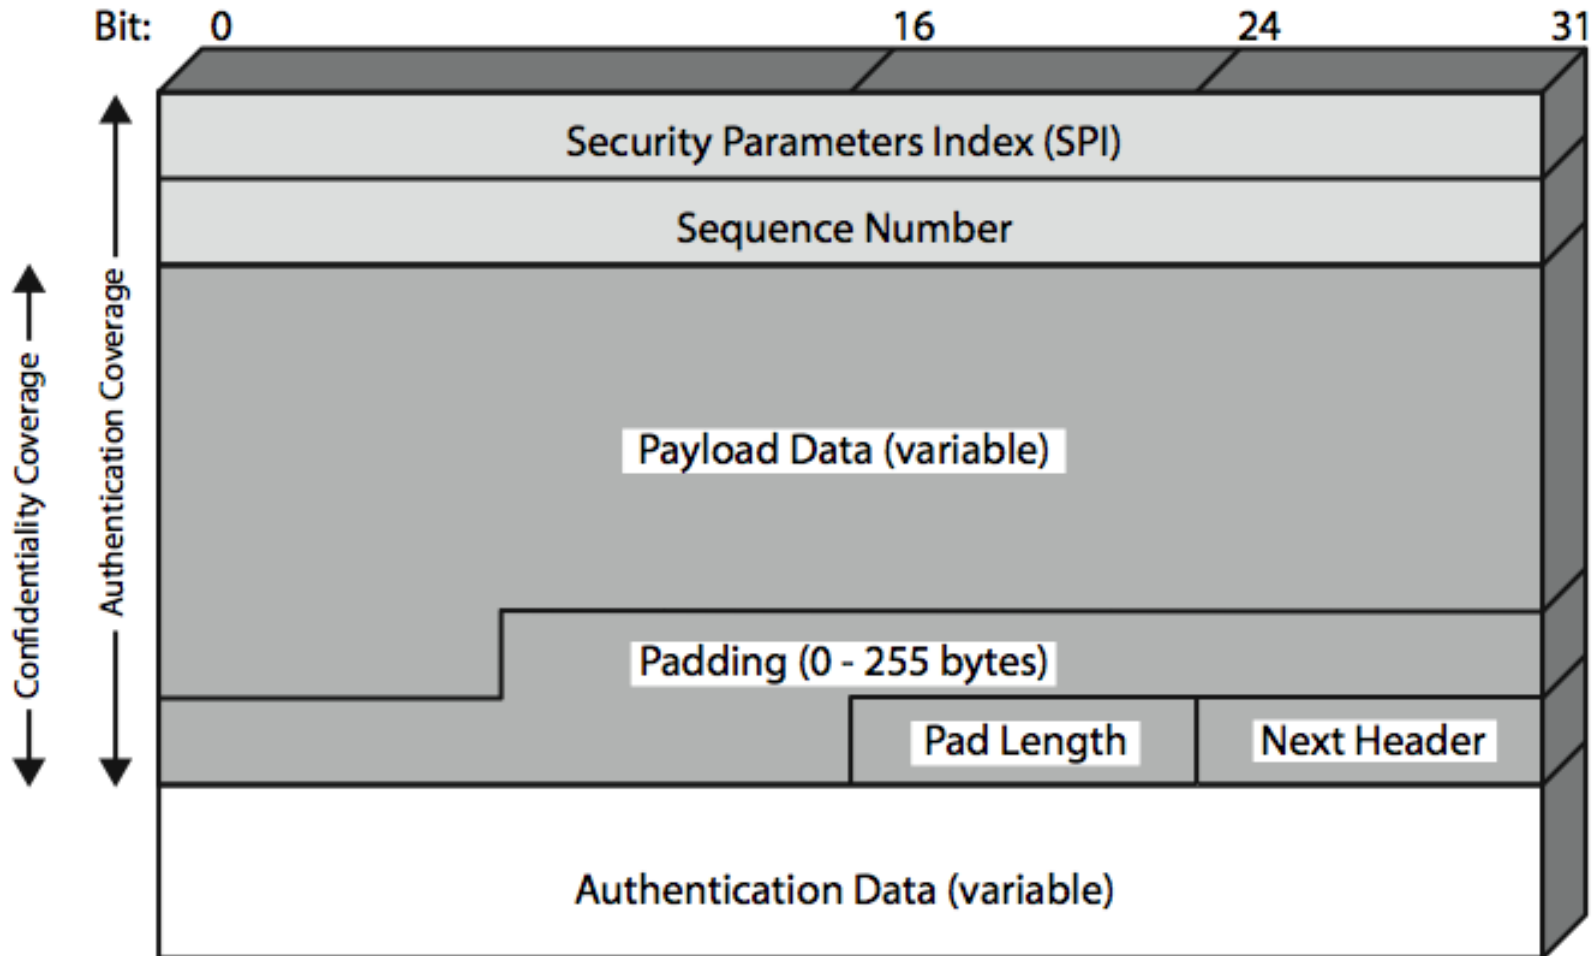 Bit: 0 16 24 31
Security Parameters Index (SPI)
Sequence Number
Confidentiality Coverage
Authentication Coverage
Payload Data (variable)
Padding (0 - 255 bytes)
Pad Length
Next Header
Authentication Data (variable)